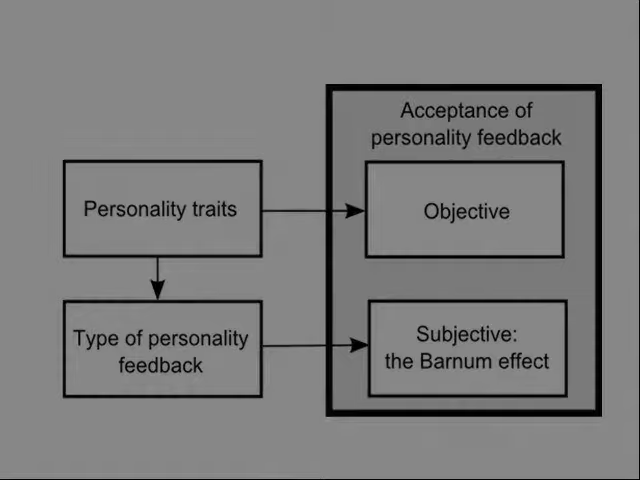 Acceptance of
personality feedback
Personality traits
Objective
Type of personality
feedback
Subjective:
the Barnum effect